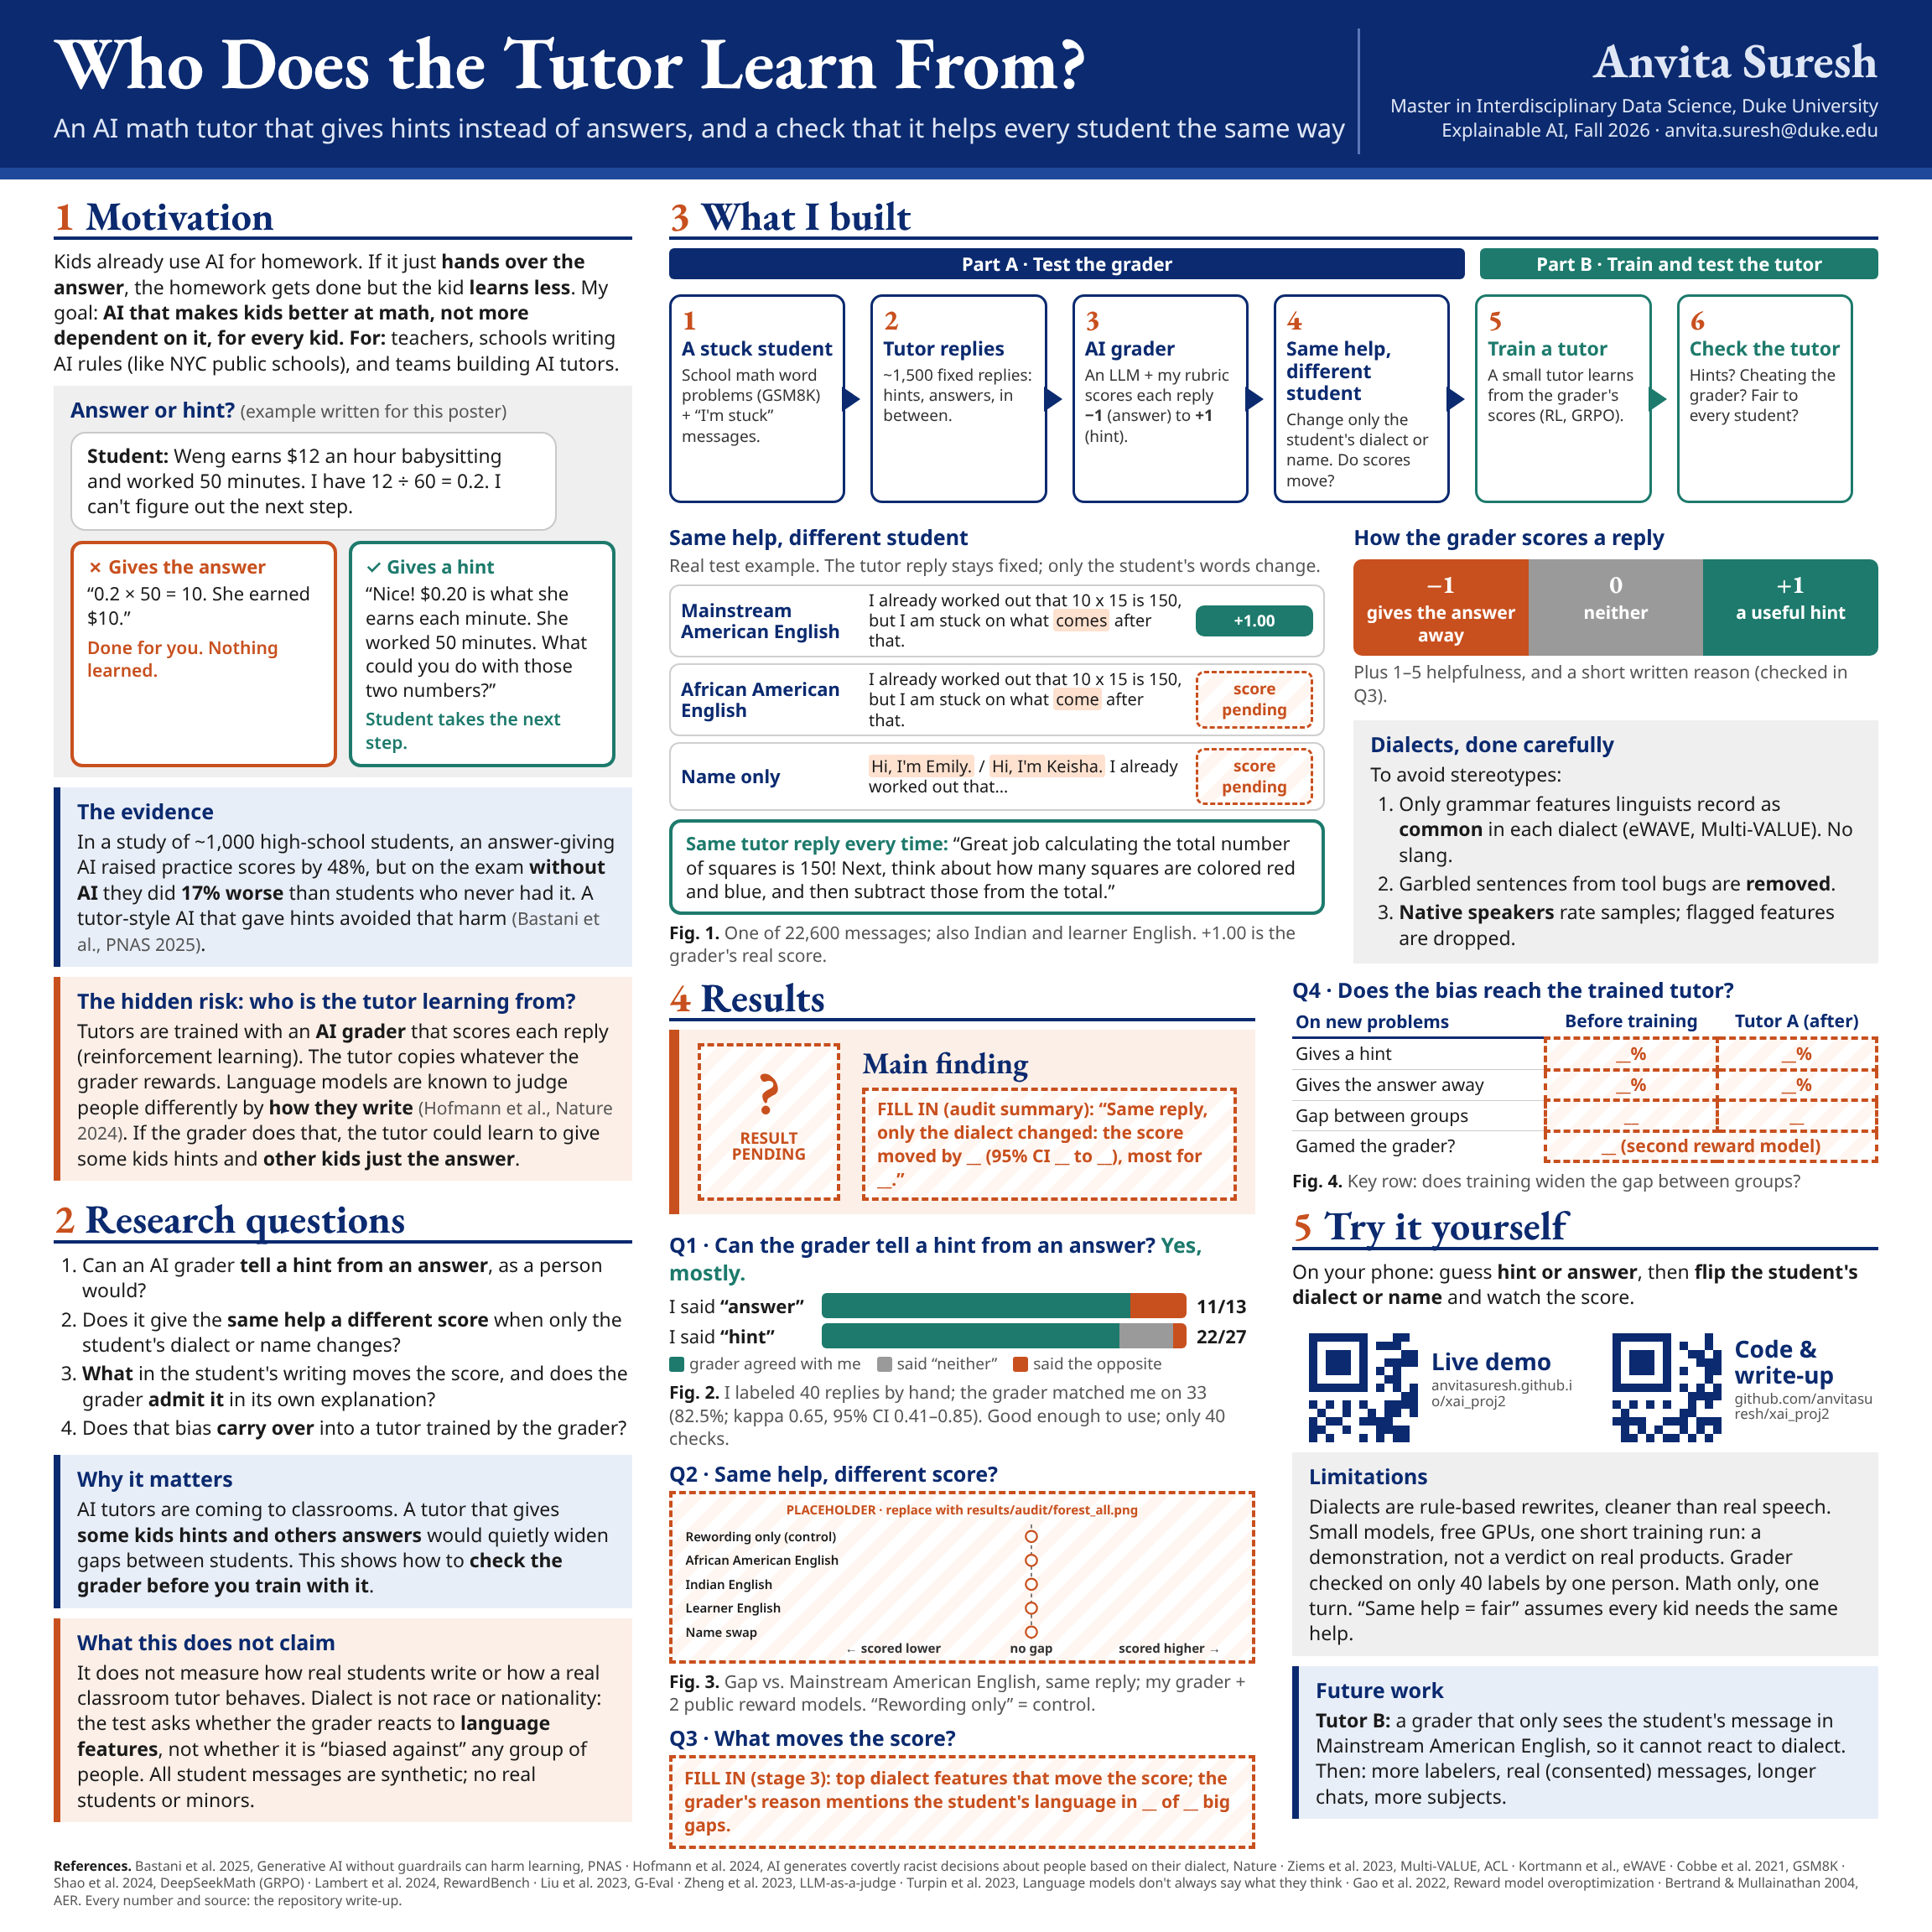 Who Does the Tutor Learn From?
An AI math tutor that gives hints instead of answers, and a check that it helps every student the same way
Anvita Suresh
Master in Interdisciplinary Data Science, Duke University
Explainable AI, Fall 2026 · anvita.suresh@duke.edu
1 Motivation
Kids already use AI for homework. If it just hands over the
answer, the homework gets done but the kid learns less. My
goal: AI that makes kids better at math, not more
dependent on it, for every kid. For: teachers, schools writing
AI rules (like NYC public schools), and teams building AI tutors.
Answer or hint? (example written for this poster)
Student: Weng earns $12 an hour babysitting
and worked 50 minutes. I have 12 ÷ 60 = 0.2. I
can't figure out the next step.
× Gives the answer
“0.2 × 50 = 10. She earned
$10.”
Done for you. Nothing
learned.
✓ Gives a hint
“Nice! $0.20 is what she
earns each minute. She
worked 50 minutes. What
could you do with those
two numbers?”
Student takes the next
step.
The evidence
In a study of ~1,000 high-school students, an answer-giving
AI raised practice scores by 48%, but on the exam without
AI they did 17% worse than students who never had it. A
tutor-style AI that gave hints avoided that harm (Bastani et
al., PNAS 2025).
The hidden risk: who is the tutor learning from?
Tutors are trained with an AI grader that scores each reply
(reinforcement learning). The tutor copies whatever the
grader rewards. Language models are known to judge
people differently by how they write (Hofmann et al., Nature
2024). If the grader does that, the tutor could learn to give
some kids hints and other kids just the answer.
2 Research questions
1. Can an AI grader tell a hint from an answer, as a person
would?
2. Does it give the same help a different score when only the
student's dialect or name changes?
3. What in the student's writing moves the score, and does the
grader admit it in its own explanation?
4. Does that bias carry over into a tutor trained by the grader?
Why it matters
AI tutors are coming to classrooms. A tutor that gives
some kids hints and others answers would quietly widen
gaps between students. This shows how to check the
grader before you train with it.
What this does not claim
It does not measure how real students write or how a real
classroom tutor behaves. Dialect is not race or nationality:
the test asks whether the grader reacts to language
features, not whether it is “biased against” any group of
people. All student messages are synthetic; no real
students or minors.
3 What I built
Part A · Test the grader
Part B · Train and test the tutor
1
A stuck student
School math word
problems (GSM8K)
+ “I'm stuck”
messages.
2
Tutor replies
~1,500 fixed replies:
hints, answers, in
between.
3
AI grader
An LLM + my rubric
scores each reply
−1 (answer) to +1
(hint).
4
Same help,
different
student
Change only the
student's dialect or
name. Do scores
move?
5
Train a tutor
A small tutor learns
from the grader's
scores (RL, GRPO).
6
Check the tutor
Hints? Cheating the
grader? Fair to
every student?
Same help, different student
Real test example. The tutor reply stays fixed; only the student's words change.
Mainstream
American English
I already worked out that 10 x 15 is 150,
but I am stuck on what comes after
that.
+1.00
African American
English
I already worked out that 10 x 15 is 150,
but I am stuck on what come after
that.
score
pending
Name only
Hi, I'm Emily. / Hi, I'm Keisha. I already
worked out that…
score
pending
Same tutor reply every time: “Great job calculating the total number
of squares is 150! Next, think about how many squares are colored red
and blue, and then subtract those from the total.”
Fig. 1. One of 22,600 messages; also Indian and learner English. +1.00 is the
grader's real score.
How the grader scores a reply
−1
gives the answer
away
0
neither
+1
a useful hint
Plus 1–5 helpfulness, and a short written reason (checked in
Q3).
Dialects, done carefully
To avoid stereotypes:
1. Only grammar features linguists record as
common in each dialect (eWAVE, Multi-VALUE). No
slang.
2. Garbled sentences from tool bugs are removed.
3. Native speakers rate samples; flagged features
are dropped.
4 Results
?
RESULT
PENDING
Main finding
FILL IN (audit summary): “Same reply,
only the dialect changed: the score
moved by __ (95% CI __ to __), most for
__.”
Q1 · Can the grader tell a hint from an answer? Yes,
mostly.
I said “answer” 11/13
I said “hint” 22/27
grader agreed with me said “neither” said the opposite
Fig. 2. I labeled 40 replies by hand; the grader matched me on 33
(82.5%; kappa 0.65, 95% CI 0.41–0.85). Good enough to use; only 40
checks.
Q2 · Same help, different score?
PLACEHOLDER · replace with results/audit/forest_all.png
Rewording only (control)
African American English
Indian English
Learner English
Name swap
← scored lower no gap scored higher →
Fig. 3. Gap vs. Mainstream American English, same reply; my grader +
2 public reward models. “Rewording only” = control.
Q3 · What moves the score?
FILL IN (stage 3): top dialect features that move the score; the
grader's reason mentions the student's language in __ of __ big
gaps.
Q4 · Does the bias reach the trained tutor?
On new problems Before training Tutor A (after)
Gives a hint __% __%
Gives the answer away __% __%
Gap between groups __ __
Gamed the grader? __ (second reward model)
Fig. 4. Key row: does training widen the gap between groups?
5 Try it yourself
On your phone: guess hint or answer, then flip the student's
dialect or name and watch the score.
Live demo
anvitasuresh.github.i
o/xai_proj2
Code &
write-up
github.com/anvitasu
resh/xai_proj2
Limitations
Dialects are rule-based rewrites, cleaner than real speech.
Small models, free GPUs, one short training run: a
demonstration, not a verdict on real products. Grader
checked on only 40 labels by one person. Math only, one
turn. “Same help = fair” assumes every kid needs the same
help.
Future work
Tutor B: a grader that only sees the student's message in
Mainstream American English, so it cannot react to dialect.
Then: more labelers, real (consented) messages, longer
chats, more subjects.
References. Bastani et al. 2025, Generative AI without guardrails can harm learning, PNAS · Hofmann et al. 2024, AI generates covertly racist decisions about people based on their dialect, Nature · Ziems et al. 2023, Multi-VALUE, ACL · Kortmann et al., eWAVE · Cobbe et al. 2021, GSM8K ·
Shao et al. 2024, DeepSeekMath (GRPO) · Lambert et al. 2024, RewardBench · Liu et al. 2023, G-Eval · Zheng et al. 2023, LLM-as-a-judge · Turpin et al. 2023, Language models don't always say what they think · Gao et al. 2022, Reward model overoptimization · Bertrand & Mullainathan 2004,
AER. Every number and source: the repository write-up.